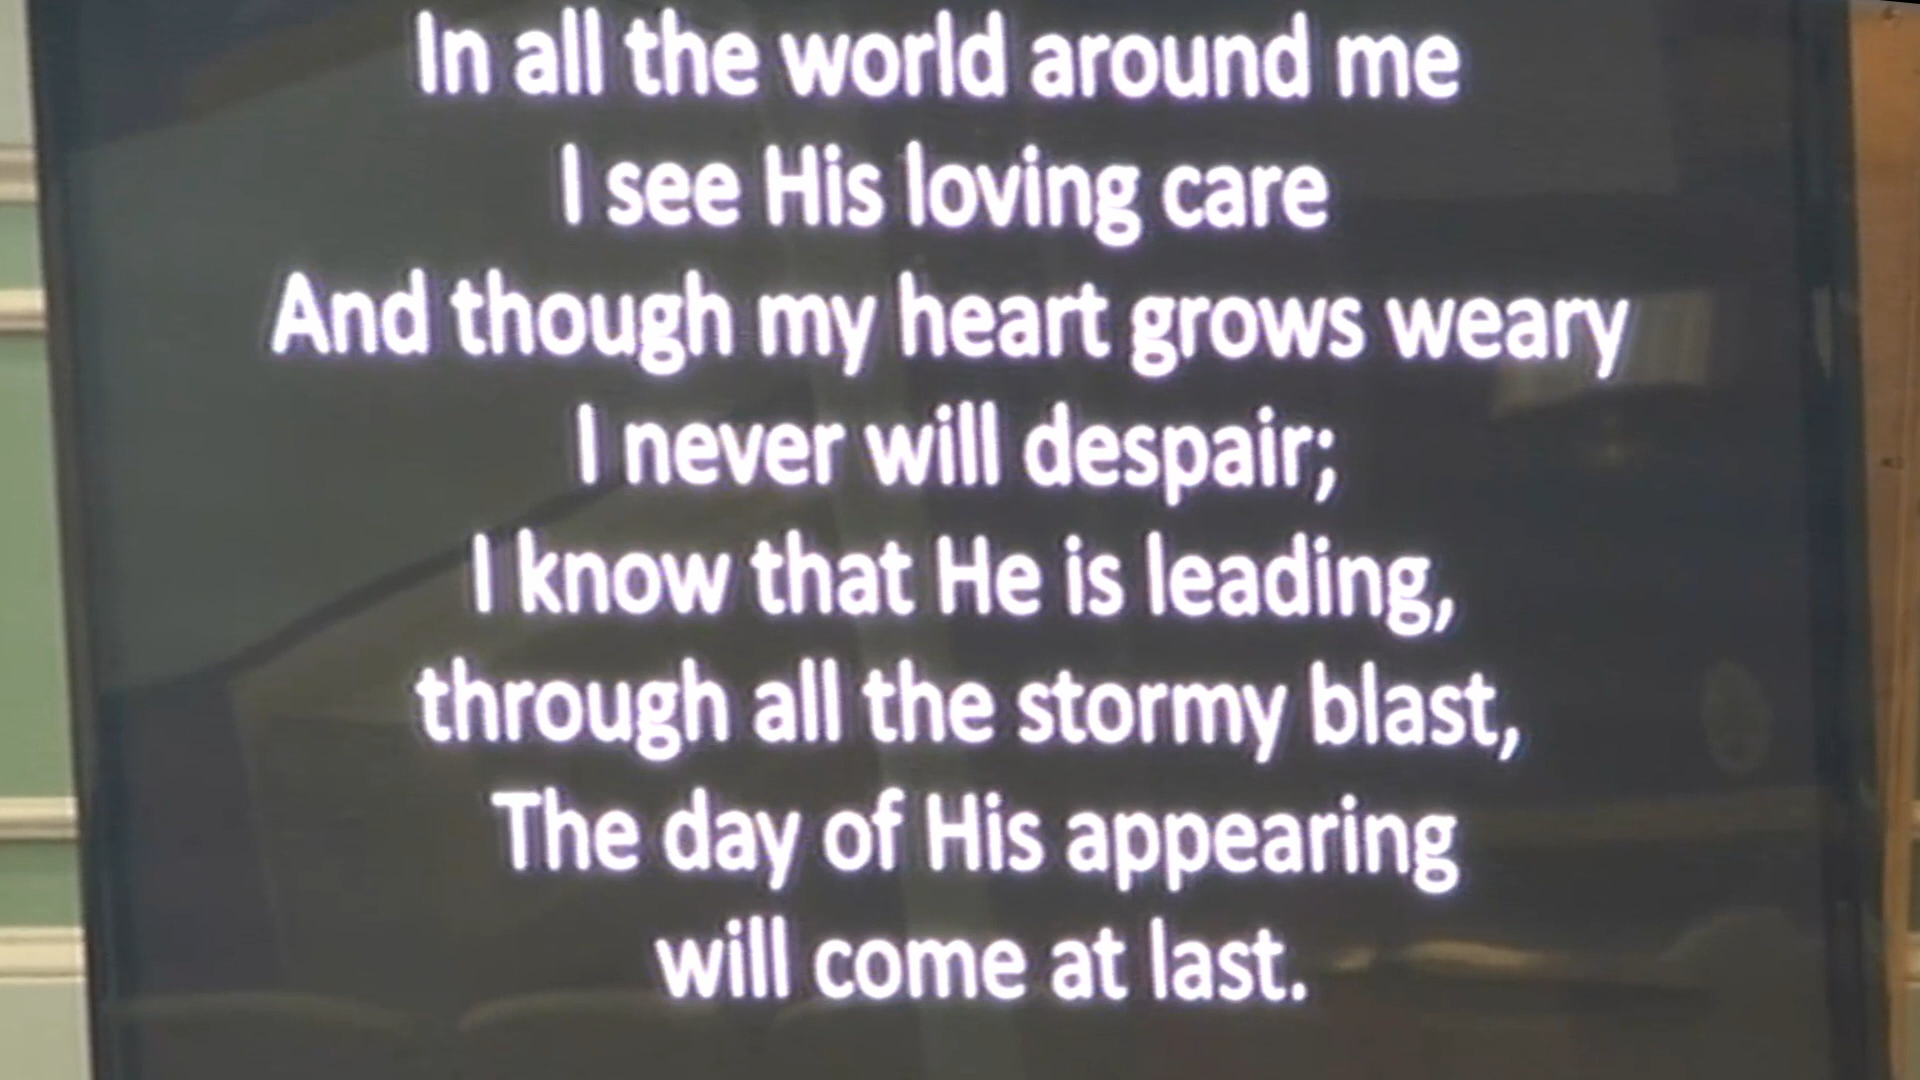 In all the world around me
I see His loving care
And though my heart grows weary
I never will despair;
I know that He is leading,
through all the stormy blast,
The day of His appearing
will come at last.